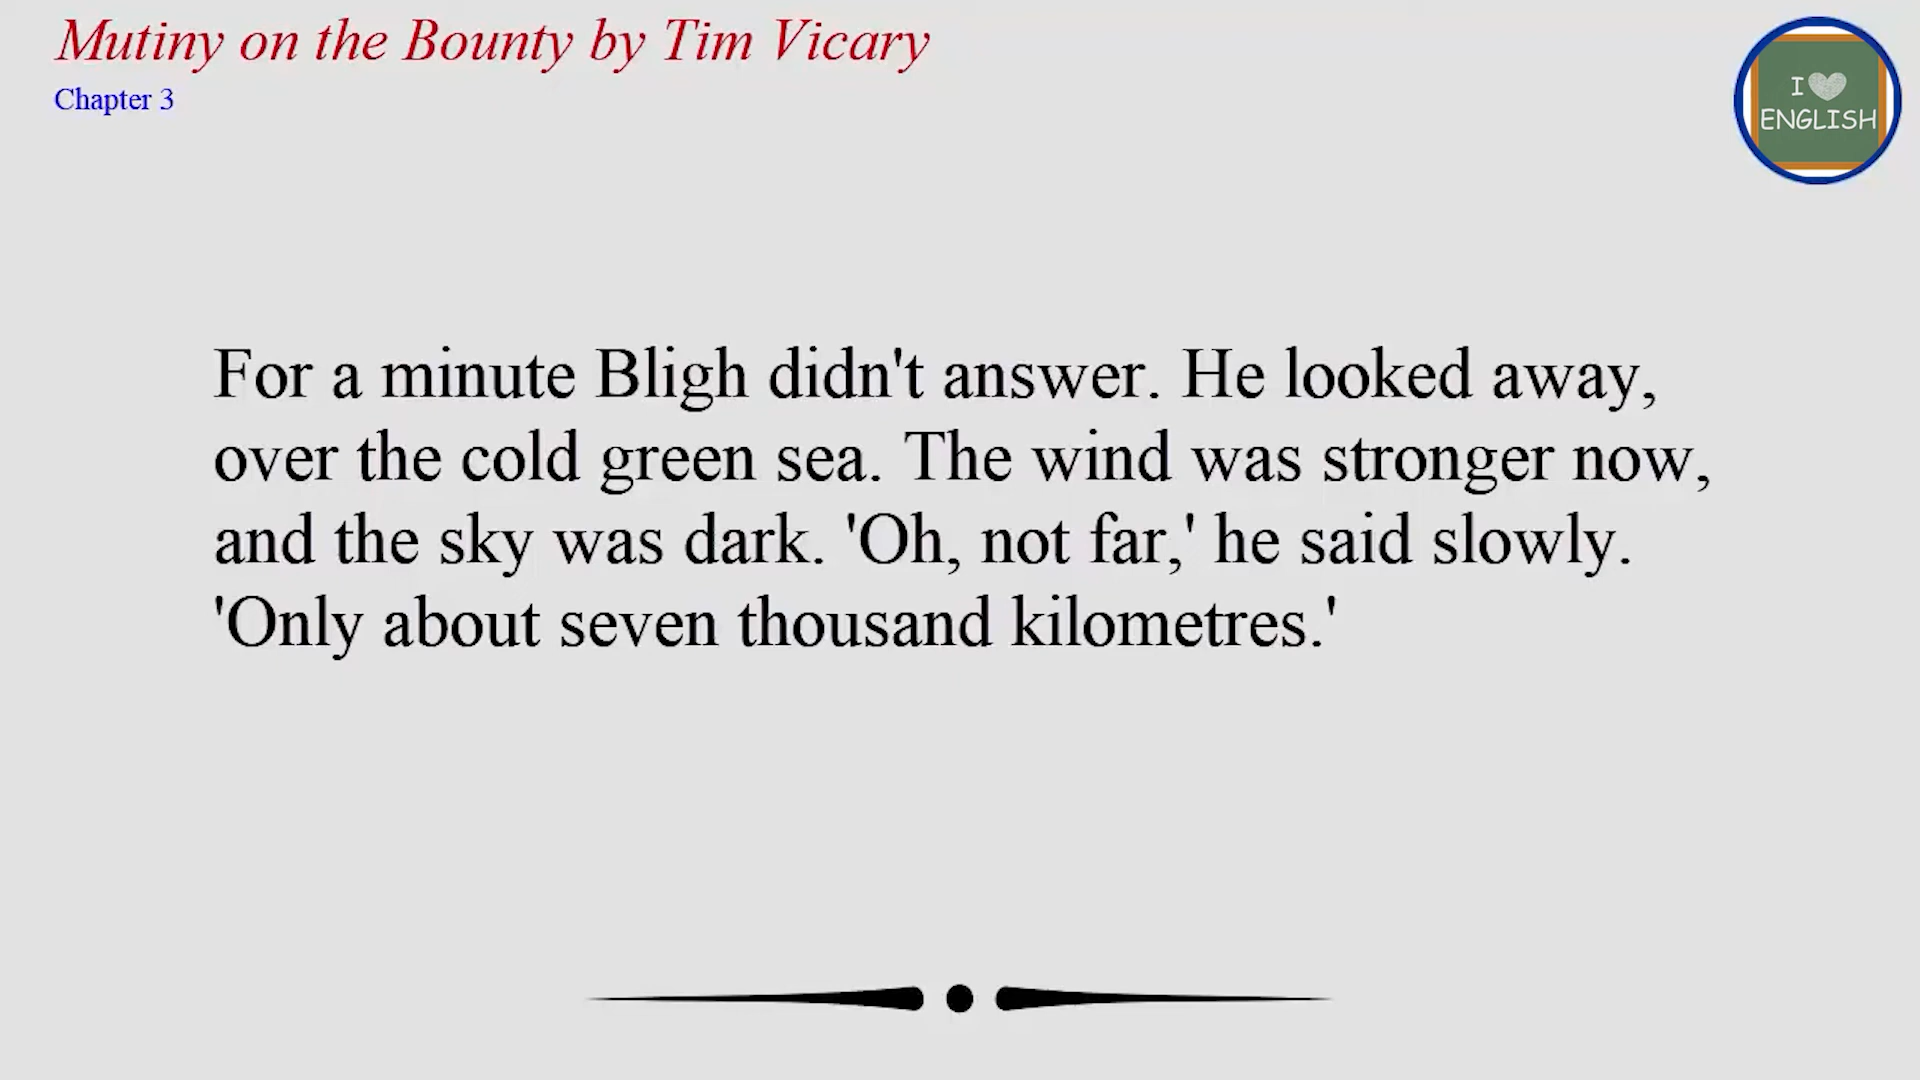 Mutiny on the Bounty by Tim Vicary
Chapter 3
I
ENGLISH
For a minute Bligh didn't answer. He looked away,
over the cold green sea. The wind was stronger now,
and the sky was dark. 'Oh, not far,' he said slowly.
'Only about seven thousand kilometres.'